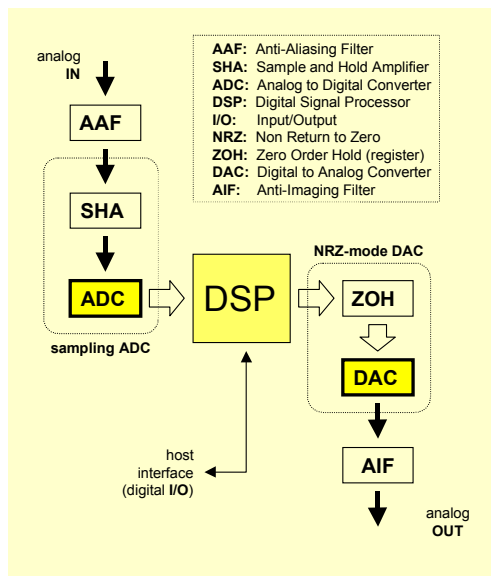 analog
IN
AAF: Anti-Aliasing Filter
SHA: Sample and Hold Amplifier
ADC: Analog to Digital Converter
DSP: Digital Signal Processor
I/O: Input/Output
NRZ: Non Return to Zero
ZOH: Zero Order Hold (register)
DAC: Digital to Analog Converter
AIF: Anti-Imaging Filter
AAF
SHA
ADC
sampling ADC
DSP
NRZ-mode DAC
ZOH
DAC
host
interface
(digital I/O)
AIF
analog
OUT